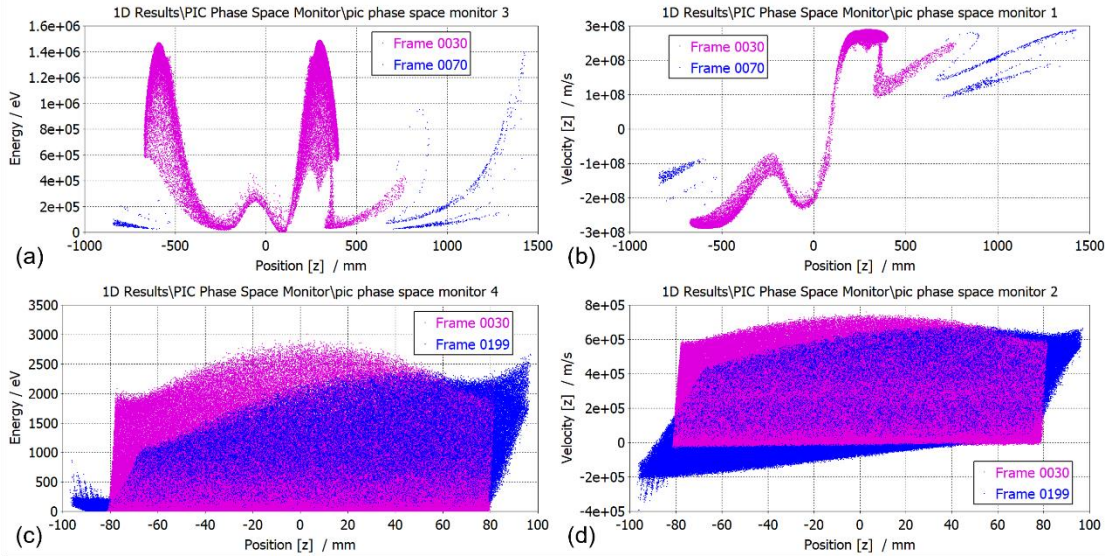 1D Results\PIC Phase Space Monitor\pic phase space monitor 3
Energy / eV
1.6e+06
1.4e+06
1.2e+06
1e+06
8e+05
6e+05
4e+05
2e+05
0
Frame 0030
Frame 0070
-1000
-500
0
500
1000
1500
Position [z] / mm
(a)
1D Results\PIC Phase Space Monitor\pic phase space monitor 1
Velocity [z] / m/s
3e+08
2e+08
1e+08
0
-1e+08
-2e+08
-3e+08
Frame 0030
Frame 0070
-1000
-500
0
500
1000
1500
Position [z] / mm
(b)
1D Results\PIC Phase Space Monitor\pic phase space monitor 4
Energy / eV
3500
3000
2500
2000
1500
1000
500
0
Frame 0030
Frame 0199
-100
-80
-60
-40
-20
0
20
40
60
80
100
Position [z] / mm
(c)
1D Results\PIC Phase Space Monitor\pic phase space monitor 2
Velocity [z] / m/s
8e+05
6e+05
4e+05
2e+05
0
-2e+05
-4e+05
Frame 0030
Frame 0199
-100
-80
-60
-40
-20
0
20
40
60
80
100
Position [z] / mm
(d)